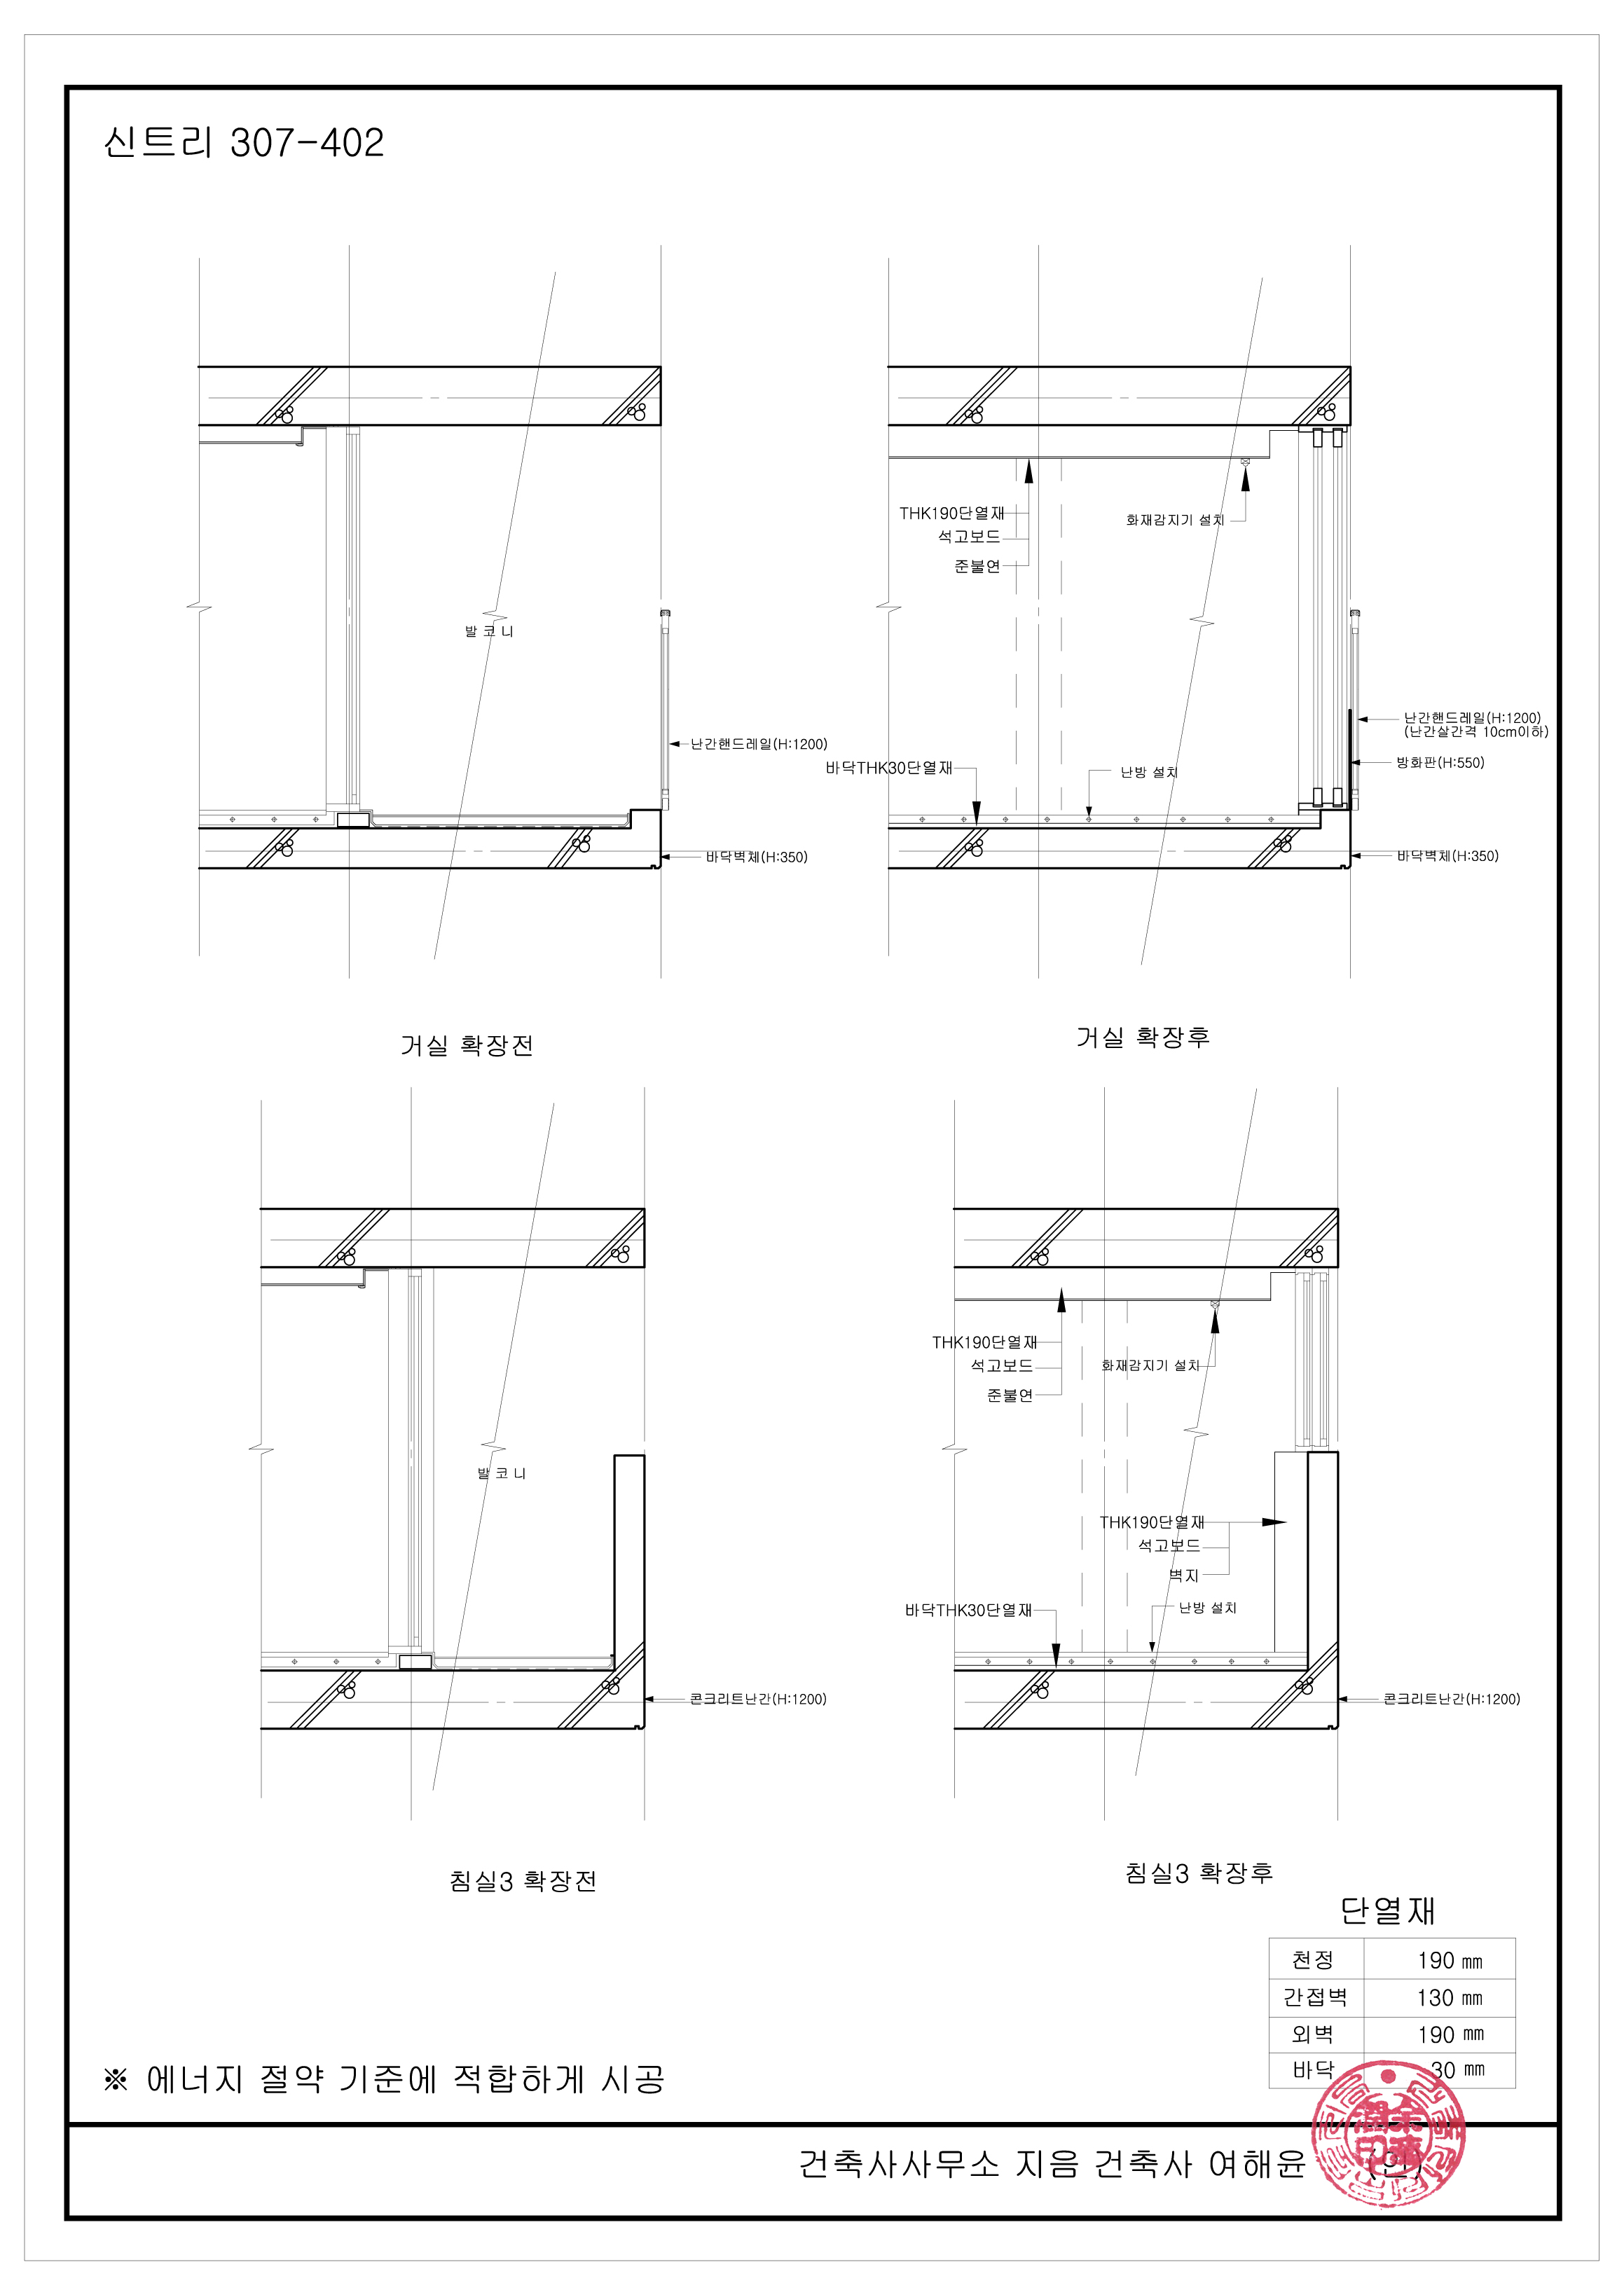 신트리 307-402
발 코 니
난간핸드레일(H:1200)
바닥벽체(H:350)
거실 확장전
THK190단열재
석고보드
준불연
화재감지기 설치
난간핸드레일(H:1200)
(난간살간격 10cm이하)
방화판(H:550)
바닥THK30단열재
난방 설치
바닥벽체(H:350)
거실 확장후
발 코 니
콘크리트난간(H:1200)
침실3 확장전
THK190단열재
석고보드
준불연
화재감지기 설치
THK190단열재
석고보드
벽지
바닥THK30단열재
난방 설치
콘크리트난간(H:1200)
침실3 확장후
단열재
천정 190 ㎜
간접벽 130 ㎜
외벽 190 ㎜
바닥 30 ㎜
※ 에너지 절약 기준에 적합하게 시공
건축사사무소 지음 건축사 여해윤 (인)